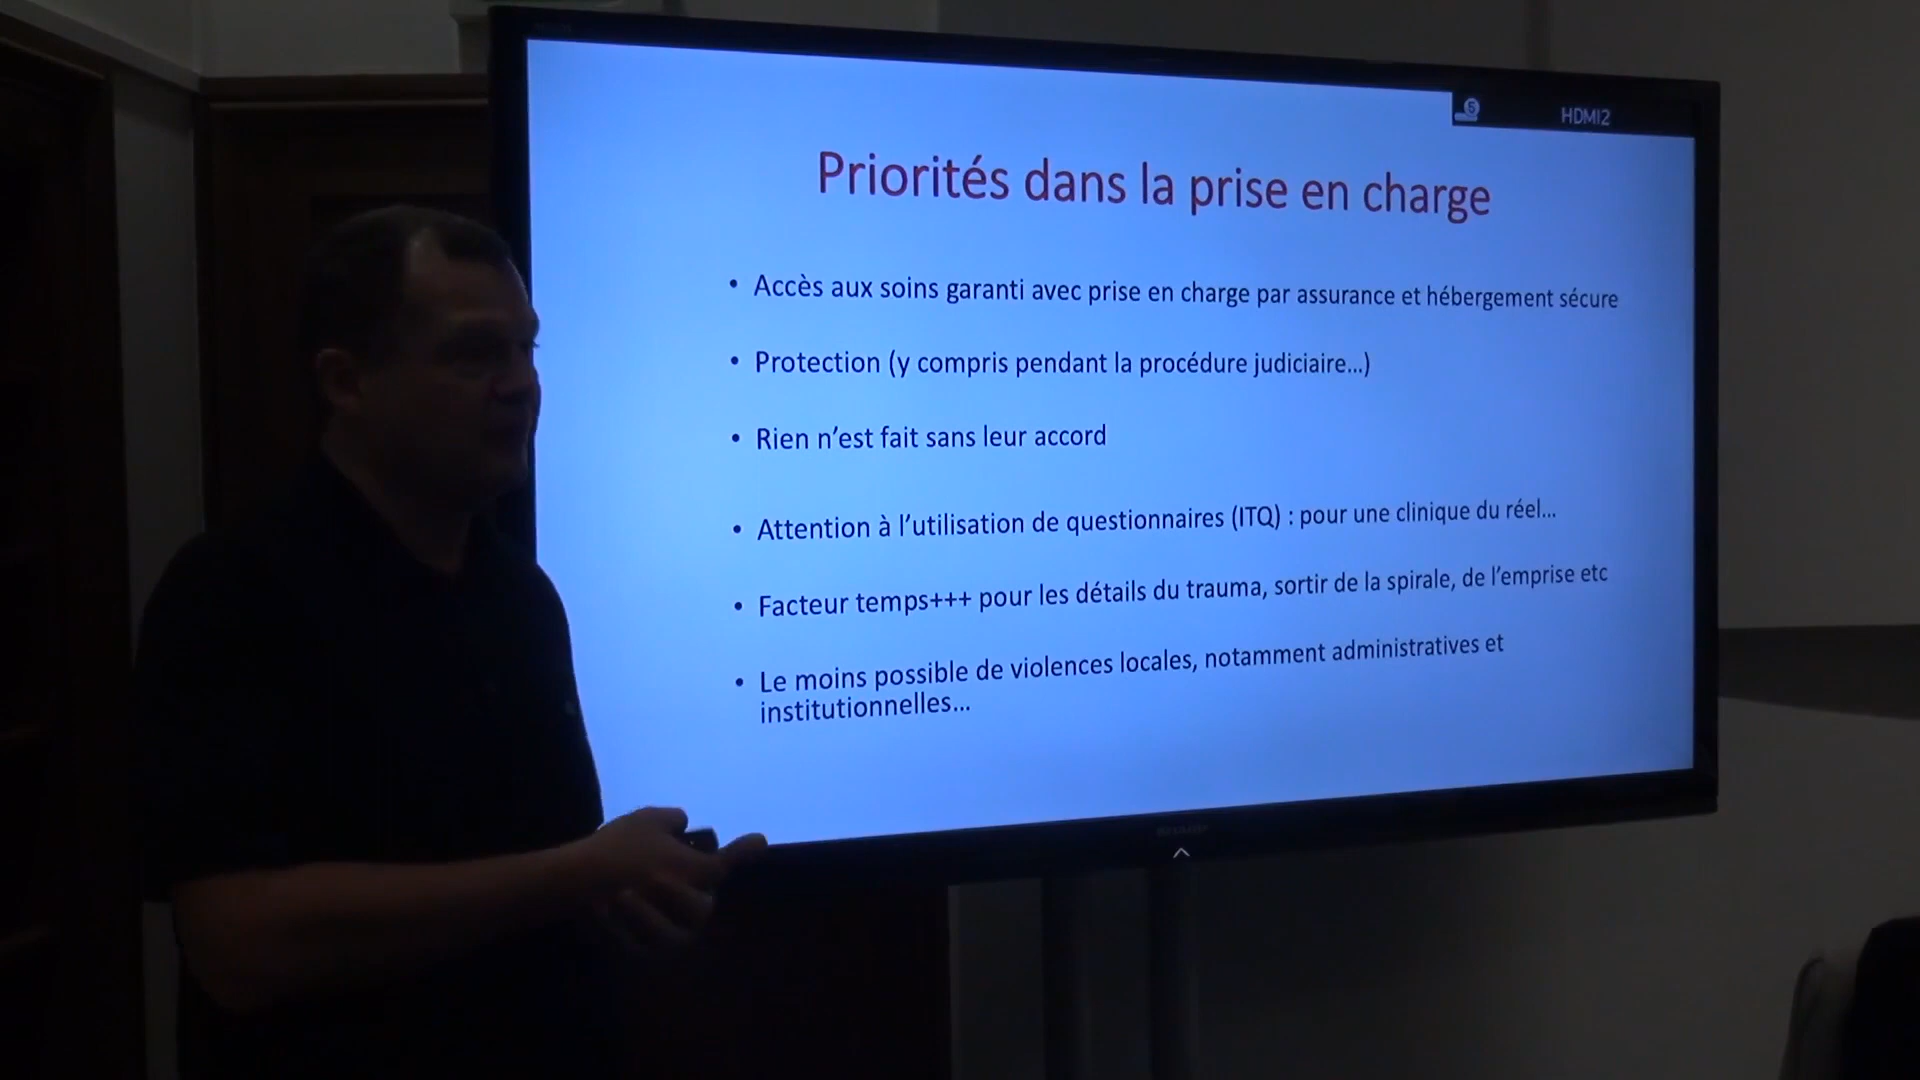 5 HDMI2
Priorités dans la prise en charge
• Accès aux soins garanti avec prise en charge par assurance et hébergement sécure
• Protection (y compris pendant la procédure judiciaire...)
• Rien n’est fait sans leur accord
• Attention à l’utilisation de questionnaires (ITQ) : pour une clinique du réel...
• Facteur temps+++ pour les détails du trauma, sortir de la spirale, de l’emprise etc
• Le moins possible de violences locales, notamment administratives et
institutionnelles...